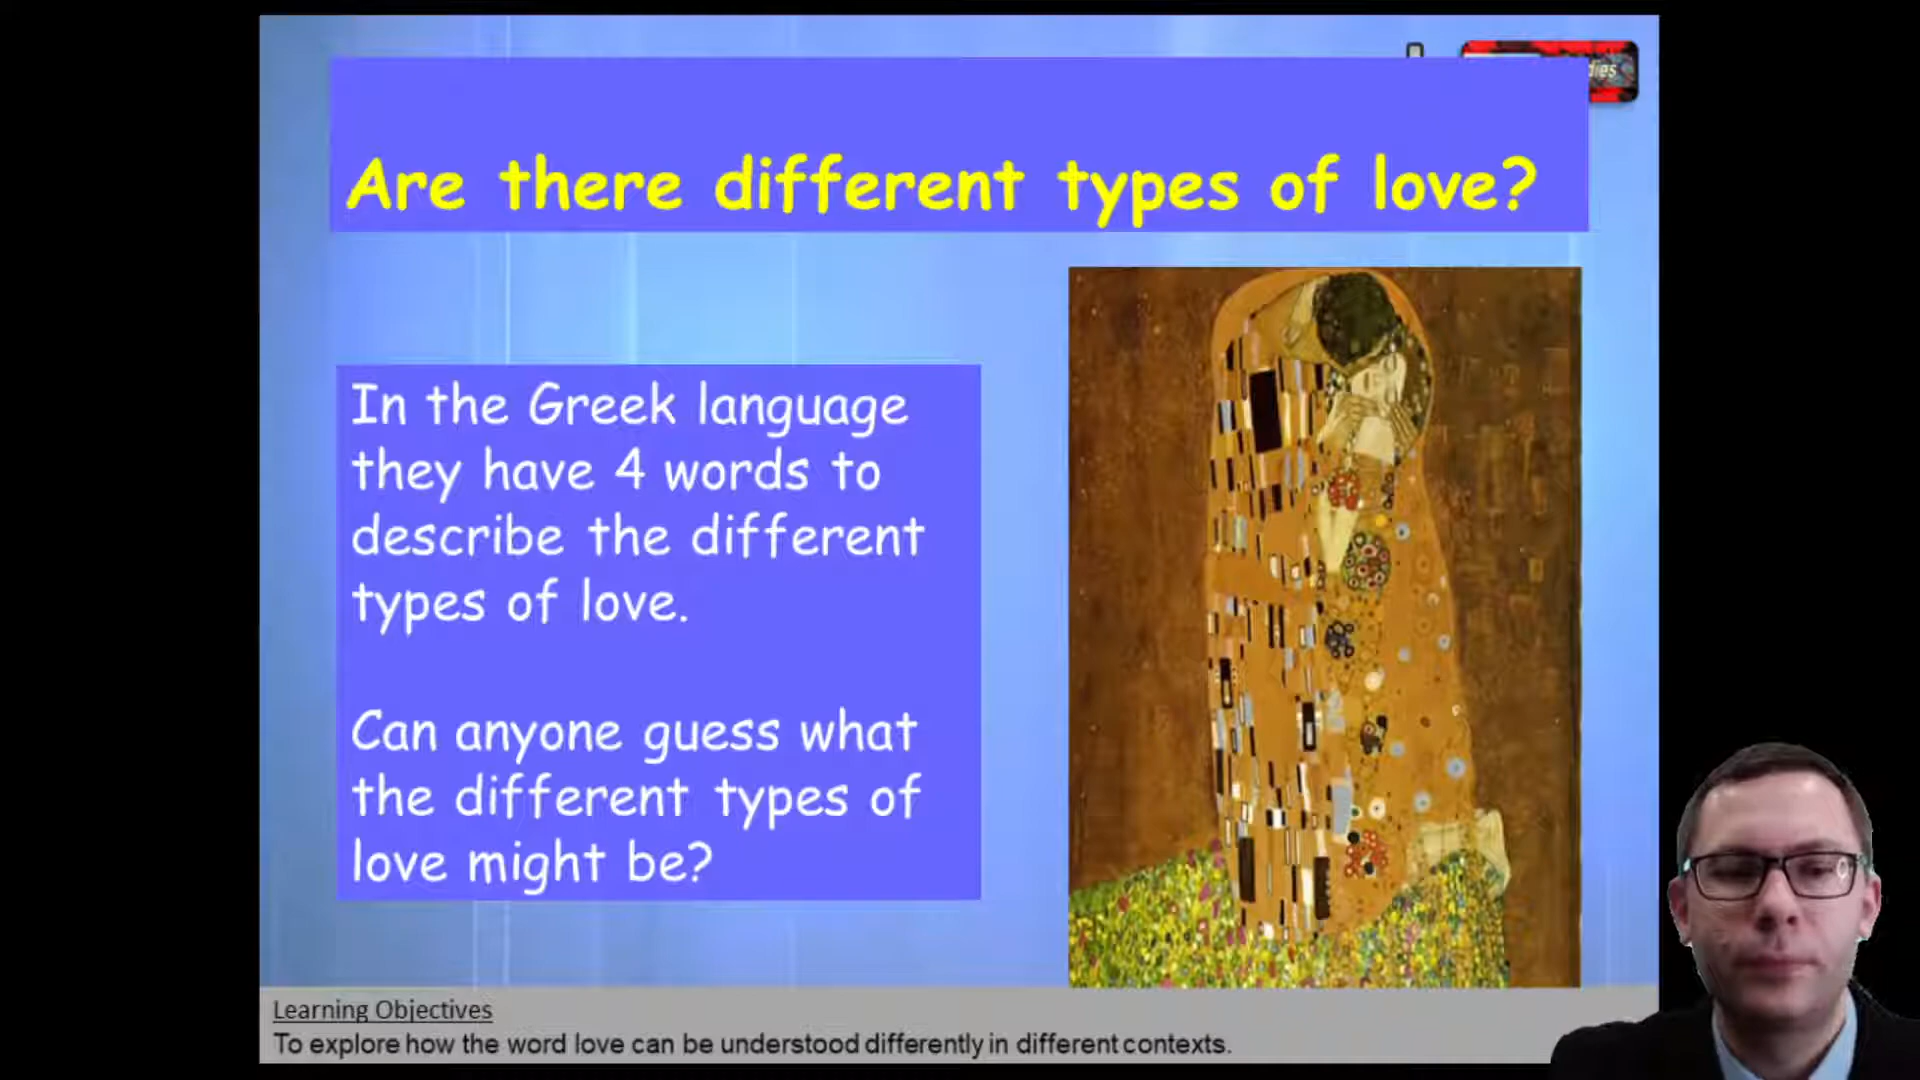 dies
Are there different types of love?
In the Greek language
they have 4 words to
describe the different
types of love.
Can anyone guess what
the different types of
love might be?
Learning Objectives
To explore how the word love can be understood differently in different contexts.